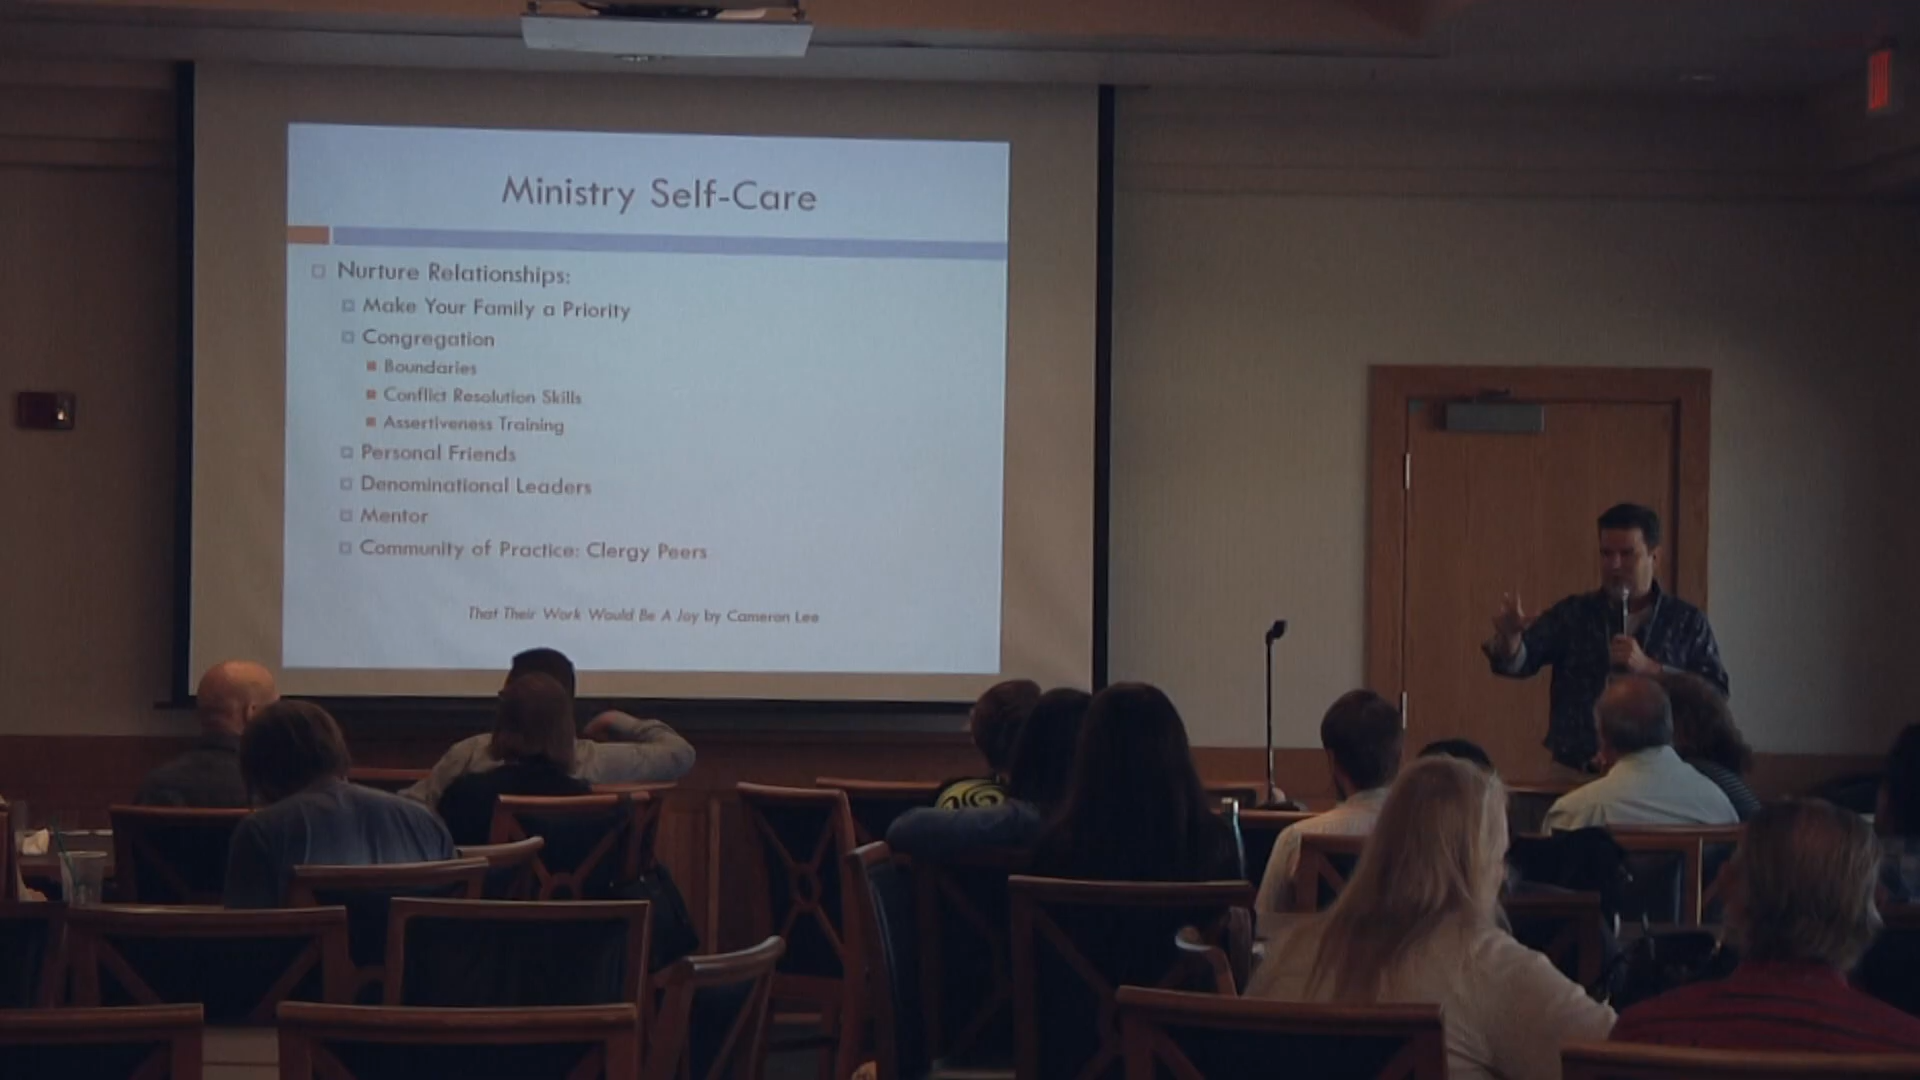 Ministry Self-Care
Nurture Relationships:
Make Your Family a Priority
Congregation
Boundaries
Conflict Resolution Skills
Assertiveness Training
Personal Friends
Denominational Leaders
Mentor
Community of Practice: Clergy Peers
That Their Work Would Be A Joy by Cameron Lee